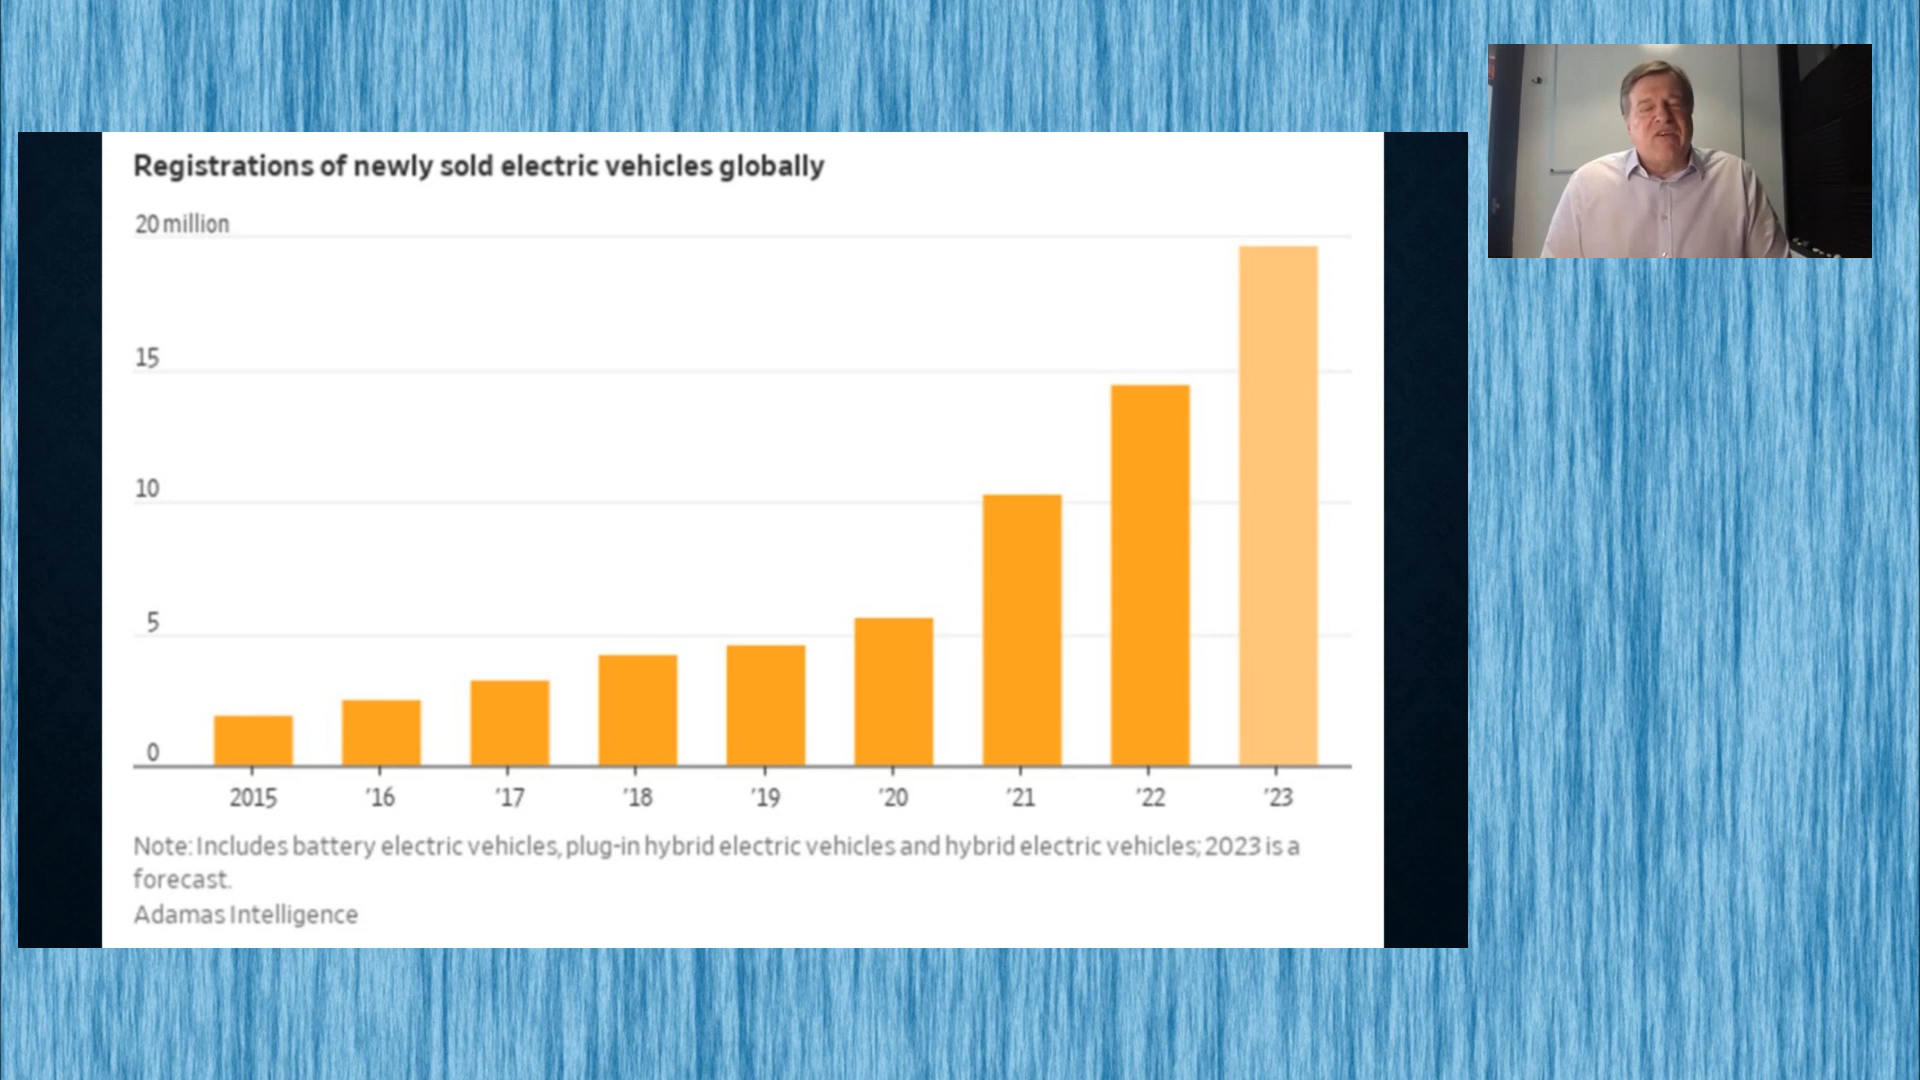 Registrations of newly sold electric vehicles globally
20 million
15
10
5
0
2015 '16 '17 '18 '19 '20 '21 '22 '23
Note: Includes battery electric vehicles, plug-in hybrid electric vehicles and hybrid electric vehicles; 2023 is a
forecast.
Adamas Intelligence